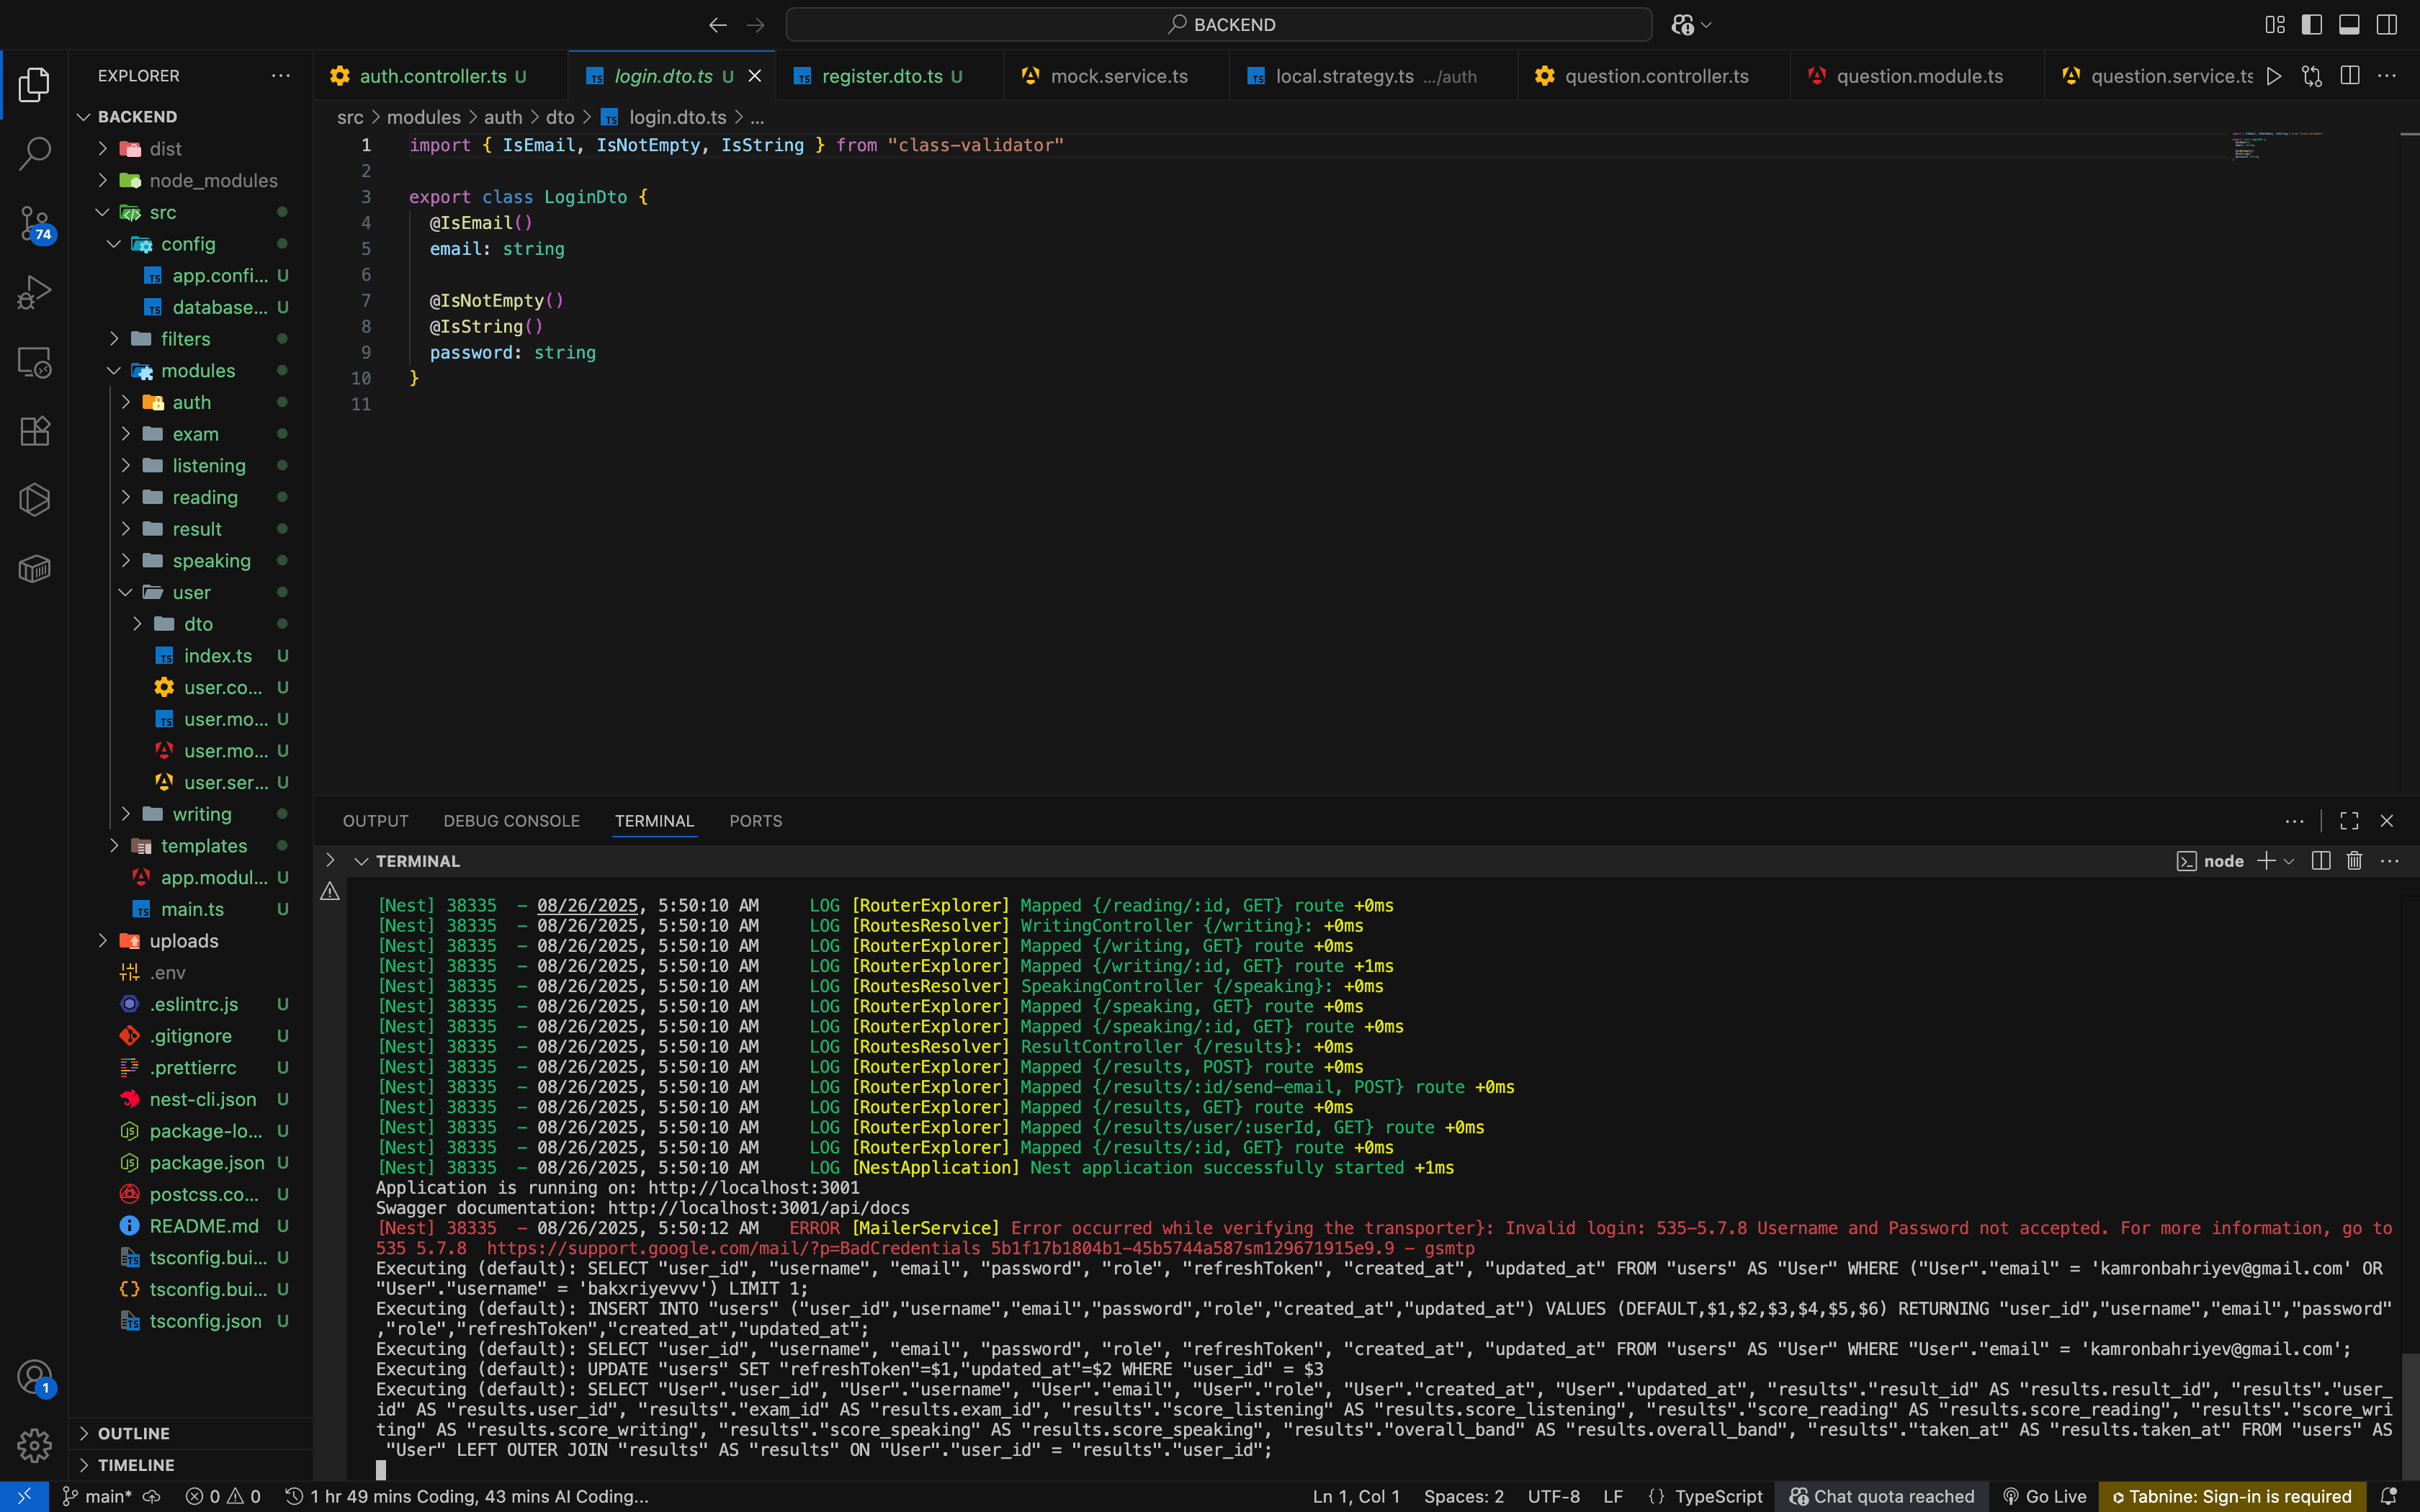 BACKEND
EXPLORER
BACKEND
dist
node_modules
src
config
app.confi... U
database... U
filters
modules
auth
exam
listening
reading
result
speaking
user
dto
index.ts U
user.co... U
user.mo... U
user.mo... U
user.ser... U
writing
templates
app.modul... U
main.ts U
uploads
.env
.eslintrc.js U
.gitignore U
.prettierrc U
nest-cli.json U
package-lo... U
package.json U
postcss.co... U
README.md U
tsconfig.bui... U
tsconfig.bui... U
tsconfig.json U
OUTLINE
TIMELINE
74
1
auth.controller.ts U login.dto.ts U register.dto.ts U mock.service.ts local.strategy.ts .../auth question.controller.ts question.module.ts question.service.ts
src > modules > auth > dto > login.dto.ts > ...
1 import { IsEmail, IsNotEmpty, IsString } from "class-validator"
2
3 export class LoginDto {
4 @IsEmail()
5 email: string
6
7 @IsNotEmpty()
8 @IsString()
9 password: string
10 }
11
OUTPUT DEBUG CONSOLE TERMINAL PORTS
TERMINAL node
[Nest] 38335 - 08/26/2025, 5:50:10 AM LOG [RouterExplorer] Mapped {/reading/:id, GET} route +0ms
[Nest] 38335 - 08/26/2025, 5:50:10 AM LOG [RoutesResolver] WritingController {/writing}: +0ms
[Nest] 38335 - 08/26/2025, 5:50:10 AM LOG [RouterExplorer] Mapped {/writing, GET} route +0ms
[Nest] 38335 - 08/26/2025, 5:50:10 AM LOG [RouterExplorer] Mapped {/writing/:id, GET} route +1ms
[Nest] 38335 - 08/26/2025, 5:50:10 AM LOG [RoutesResolver] SpeakingController {/speaking}: +0ms
[Nest] 38335 - 08/26/2025, 5:50:10 AM LOG [RouterExplorer] Mapped {/speaking, GET} route +0ms
[Nest] 38335 - 08/26/2025, 5:50:10 AM LOG [RouterExplorer] Mapped {/speaking/:id, GET} route +0ms
[Nest] 38335 - 08/26/2025, 5:50:10 AM LOG [RoutesResolver] ResultController {/results}: +0ms
[Nest] 38335 - 08/26/2025, 5:50:10 AM LOG [RouterExplorer] Mapped {/results, POST} route +0ms
[Nest] 38335 - 08/26/2025, 5:50:10 AM LOG [RouterExplorer] Mapped {/results/:id/send-email, POST} route +0ms
[Nest] 38335 - 08/26/2025, 5:50:10 AM LOG [RouterExplorer] Mapped {/results, GET} route +0ms
[Nest] 38335 - 08/26/2025, 5:50:10 AM LOG [RouterExplorer] Mapped {/results/user/:userId, GET} route +0ms
[Nest] 38335 - 08/26/2025, 5:50:10 AM LOG [RouterExplorer] Mapped {/results/:id, GET} route +0ms
[Nest] 38335 - 08/26/2025, 5:50:10 AM LOG [NestApplication] Nest application successfully started +1ms
Application is running on: http://localhost:3001
Swagger documentation: http://localhost:3001/api/docs
[Nest] 38335 - 08/26/2025, 5:50:12 AM ERROR [MailerService] Error occurred while verifying the transporter}: Invalid login: 535-5.7.8 Username and Password not accepted. For more information, go to
535 5.7.8 https://support.google.com/mail/?p=BadCredentials 5b1f17b1804b1-45b5744a587sm129671915e9.9 - gsmtp
Executing (default): SELECT "user_id", "username", "email", "password", "role", "refreshToken", "created_at", "updated_at" FROM "users" AS "User" WHERE ("User"."email" = 'kamronbahriyev@gmail.com' OR
"User"."username" = 'bakxriyevvv') LIMIT 1;
Executing (default): INSERT INTO "users" ("user_id","username","email","password","role","created_at","updated_at") VALUES (DEFAULT,$1,$2,$3,$4,$5,$6) RETURNING "user_id","username","email","password"
,"role","refreshToken","created_at","updated_at";
Executing (default): SELECT "user_id", "username", "email", "password", "role", "refreshToken", "created_at", "updated_at" FROM "users" AS "User" WHERE "User"."email" = 'kamronbahriyev@gmail.com';
Executing (default): UPDATE "users" SET "refreshToken"=$1,"updated_at"=$2 WHERE "user_id" = $3
Executing (default): SELECT "User"."user_id", "User"."username", "User"."email", "User"."role", "User"."created_at", "User"."updated_at", "results"."result_id" AS "results.result_id", "results"."user_
id" AS "results.user_id", "results"."exam_id" AS "results.exam_id", "results"."score_listening" AS "results.score_listening", "results"."score_reading" AS "results.score_reading", "results"."score_wri
ting" AS "results.score_writing", "results"."score_speaking" AS "results.score_speaking", "results"."overall_band" AS "results.overall_band", "results"."taken_at" AS "results.taken_at" FROM "users" AS
"User" LEFT OUTER JOIN "results" AS "results" ON "User"."user_id" = "results"."user_id";
main* 0 0 1 hr 49 mins Coding, 43 mins AI Coding... Ln 1, Col 1 Spaces: 2 UTF-8 LF {} TypeScript Chat quota reached Go Live Tabnine: Sign-in is required